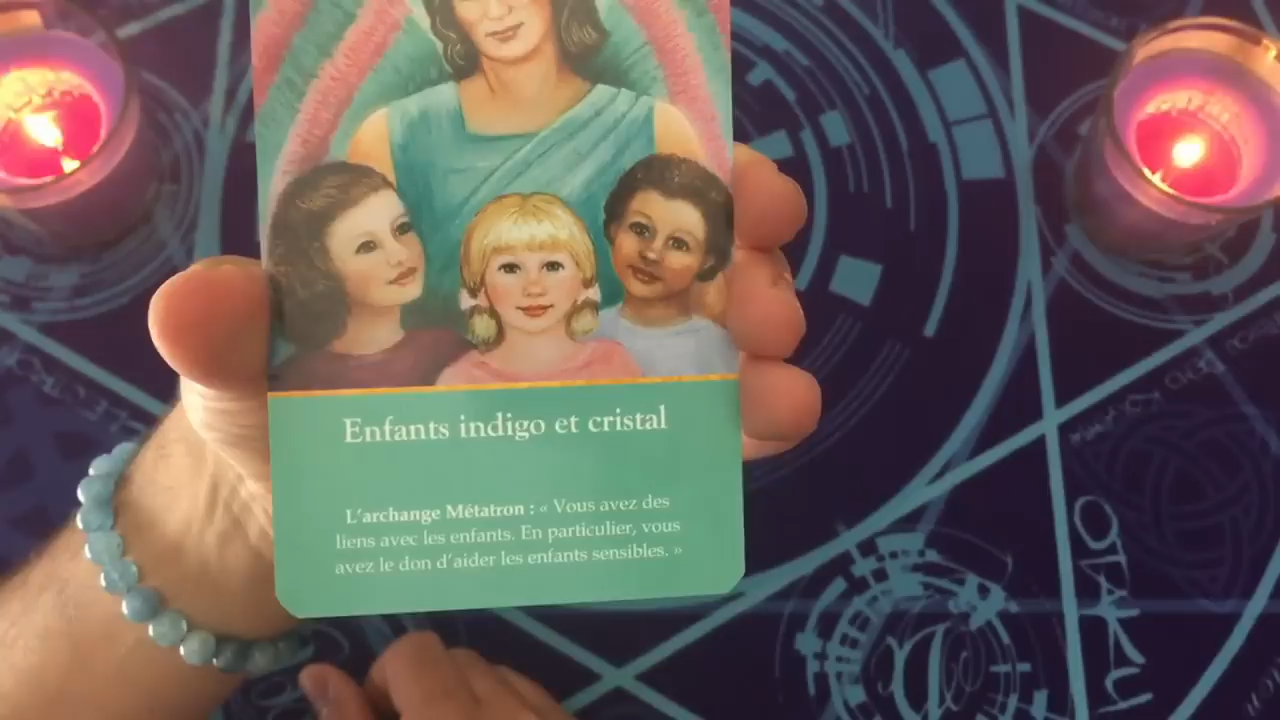 Enfants indigo et cristal
L'archange Métatron : « Vous avez des
liens avec les enfants. En particulier, vous
avez le don d'aider les enfants sensibles. »